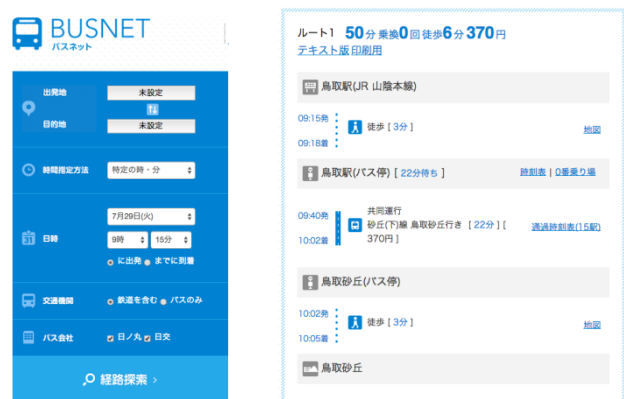 BUSNET
バスネット
出発地
未設定
目的地
未設定
時間指定方法
特定の時・分
7月29日(火)
31
日時
9時
15分
に出発 までに到着
交通機関
鉄道を含む バスのみ
バス会社
日ノ丸 日交
経路探索 >
ルート1 50分 乗換0回 徒歩6分 370円
テキスト版 印刷用
鳥取駅(JR 山陰本線)
09:15発
徒歩 [ 3分 ]
地図
09:18着
鳥取駅(バス停) [ 22分待ち ]
時刻表 | 0番乗り場
共同運行
09:40発
砂丘(下)線 鳥取砂丘行き [ 22分 ] [
通過時刻表(15駅)
10:02着
370円 ]
鳥取砂丘(バス停)
10:02発
徒歩 [ 3分 ]
地図
10:05着
鳥取砂丘